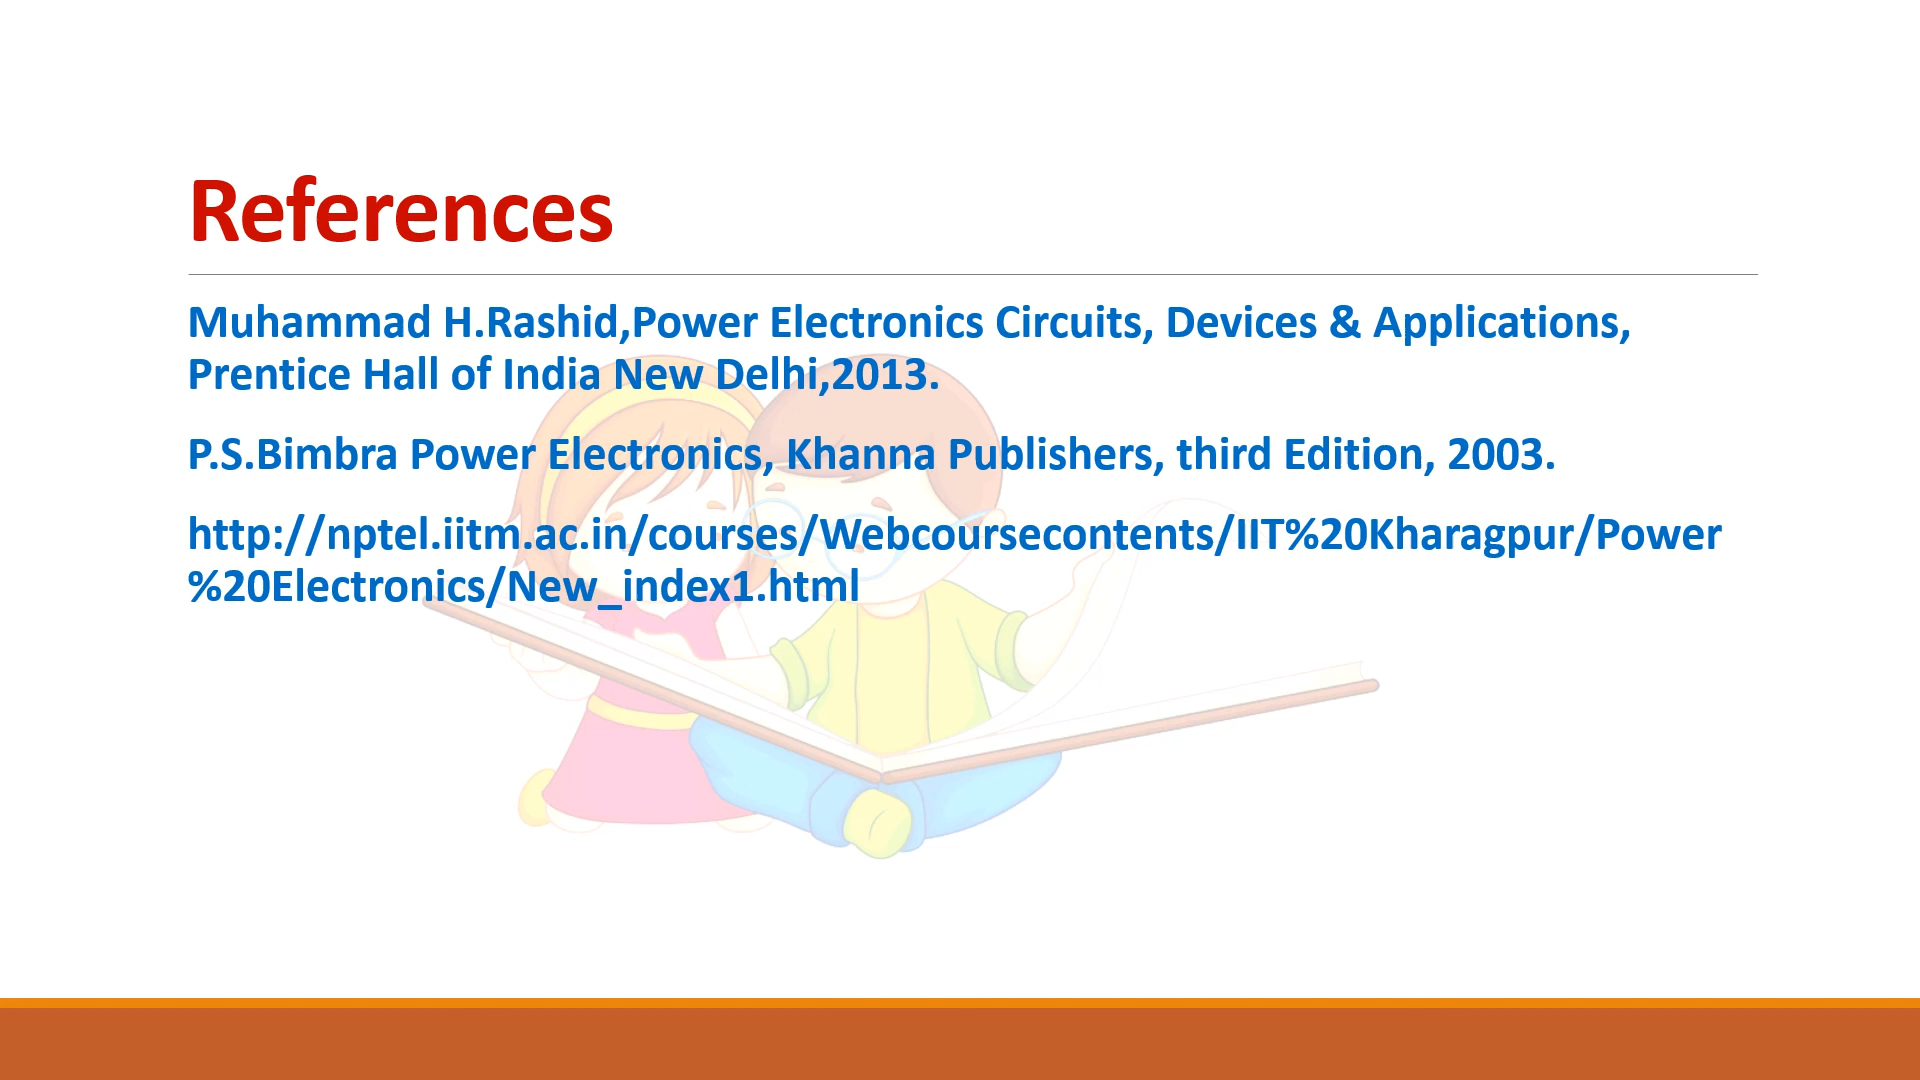 References
Muhammad H.Rashid,Power Electronics Circuits, Devices & Applications,
Prentice Hall of India New Delhi,2013.
P.S.Bimbra Power Electronics, Khanna Publishers, third Edition, 2003.
http://nptel.iitm.ac.in/courses/Webcoursecontents/IIT%20Kharagpur/Power
%20Electronics/New_index1.html